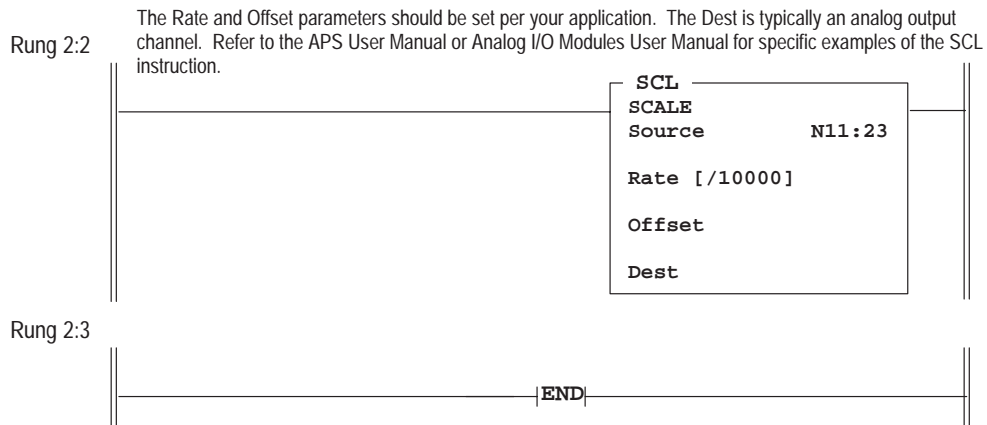 The Rate and Offset parameters should be set per your application. The Dest is typically an analog output
Rung 2:2
channel. Refer to the APS User Manual or Analog I/O Modules User Manual for specific examples of the SCL
instruction.
SCL
SCALE
Source N11:23
Rate [/10000]
Offset
Dest
Rung 2:3
END